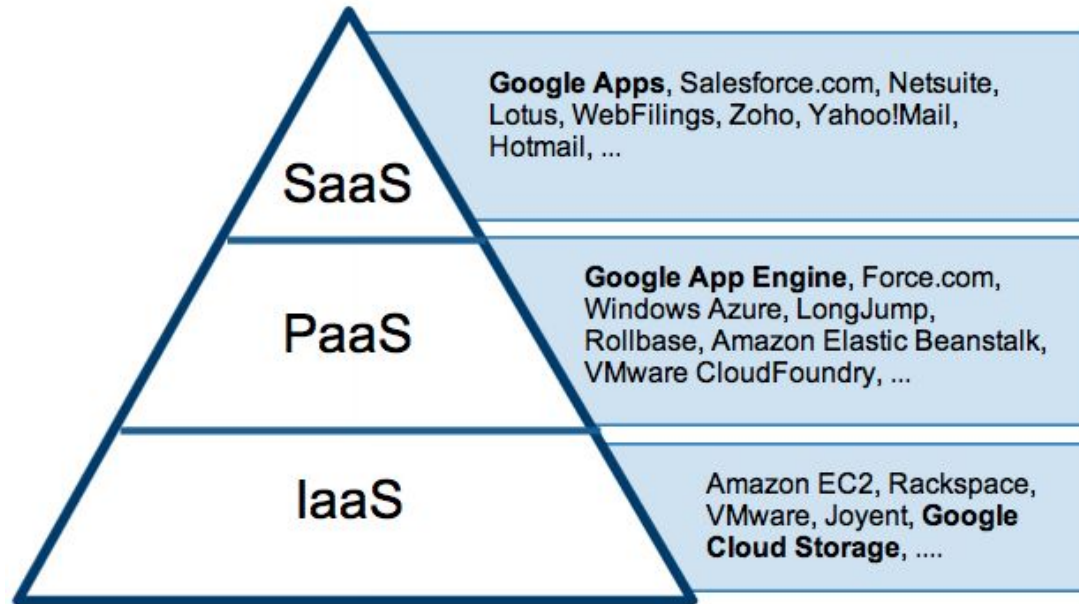 SaaS
Google Apps, Salesforce.com, Netsuite,
Lotus, WebFilings, Zoho, Yahoo!Mail,
Hotmail, ...
PaaS
Google App Engine, Force.com,
Windows Azure, LongJump,
Rollbase, Amazon Elastic Beanstalk,
VMware CloudFoundry, ...
IaaS
Amazon EC2, Rackspace,
VMware, Joyent, Google
Cloud Storage, ....